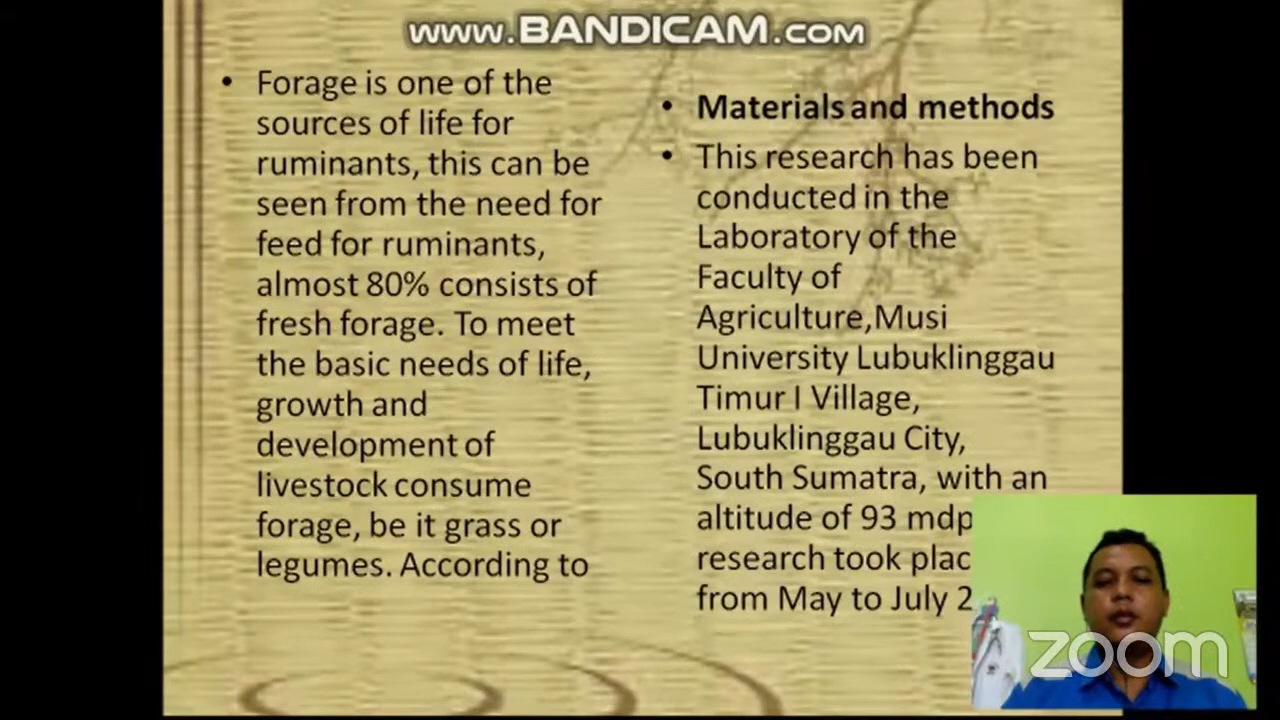 www.BANDICAM.com
• Forage is one of the
sources of life for
ruminants, this can be
seen from the need for
feed for ruminants,
almost 80% consists of
fresh forage. To meet
the basic needs of life,
growth and
development of
livestock consume
forage, be it grass or
legumes. According to
• Materials and methods
• This research has been
conducted in the
Laboratory of the
Faculty of
Agriculture,Musi
University Lubuklinggau
Timur I Village,
Lubuklinggau City,
South Sumatra, with an
altitude of 93
research took
from May to July
zoom